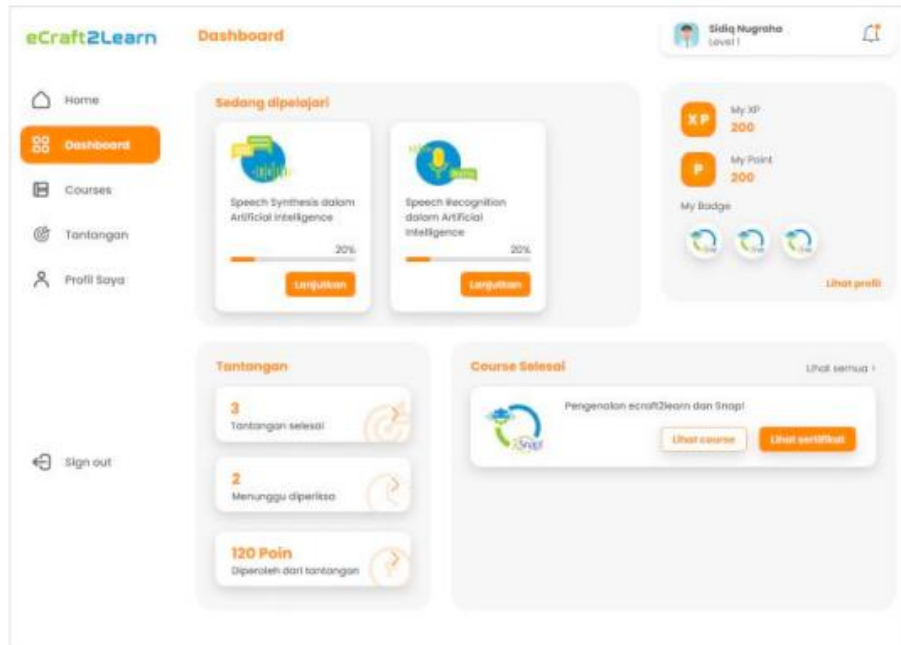 eCraft2Learn
Dashboard
Sidiq Nugraha
Level 1
Home
Dashboard
Courses
Tantangan
Profil Saya
Sign out
Sedang dipelajari
Speech Synthesis dalam
Artificial Intelligence
20%
Lanjutkan
Speech Recognition
dalam Artificial
Intelligence
20%
Lanjutkan
XP
My XP
200
P
My Point
200
My Badge
Lihat profil
Tantangan
3
Tantangan selesai
2
Menunggu diperiksa
120 Poin
Diperoleh dari tantangan
Course Selesai
Lihat semua >
Snap!
Pengenalan ecraft2learn dan Snap!
Lihat course
Lihat sertifikat